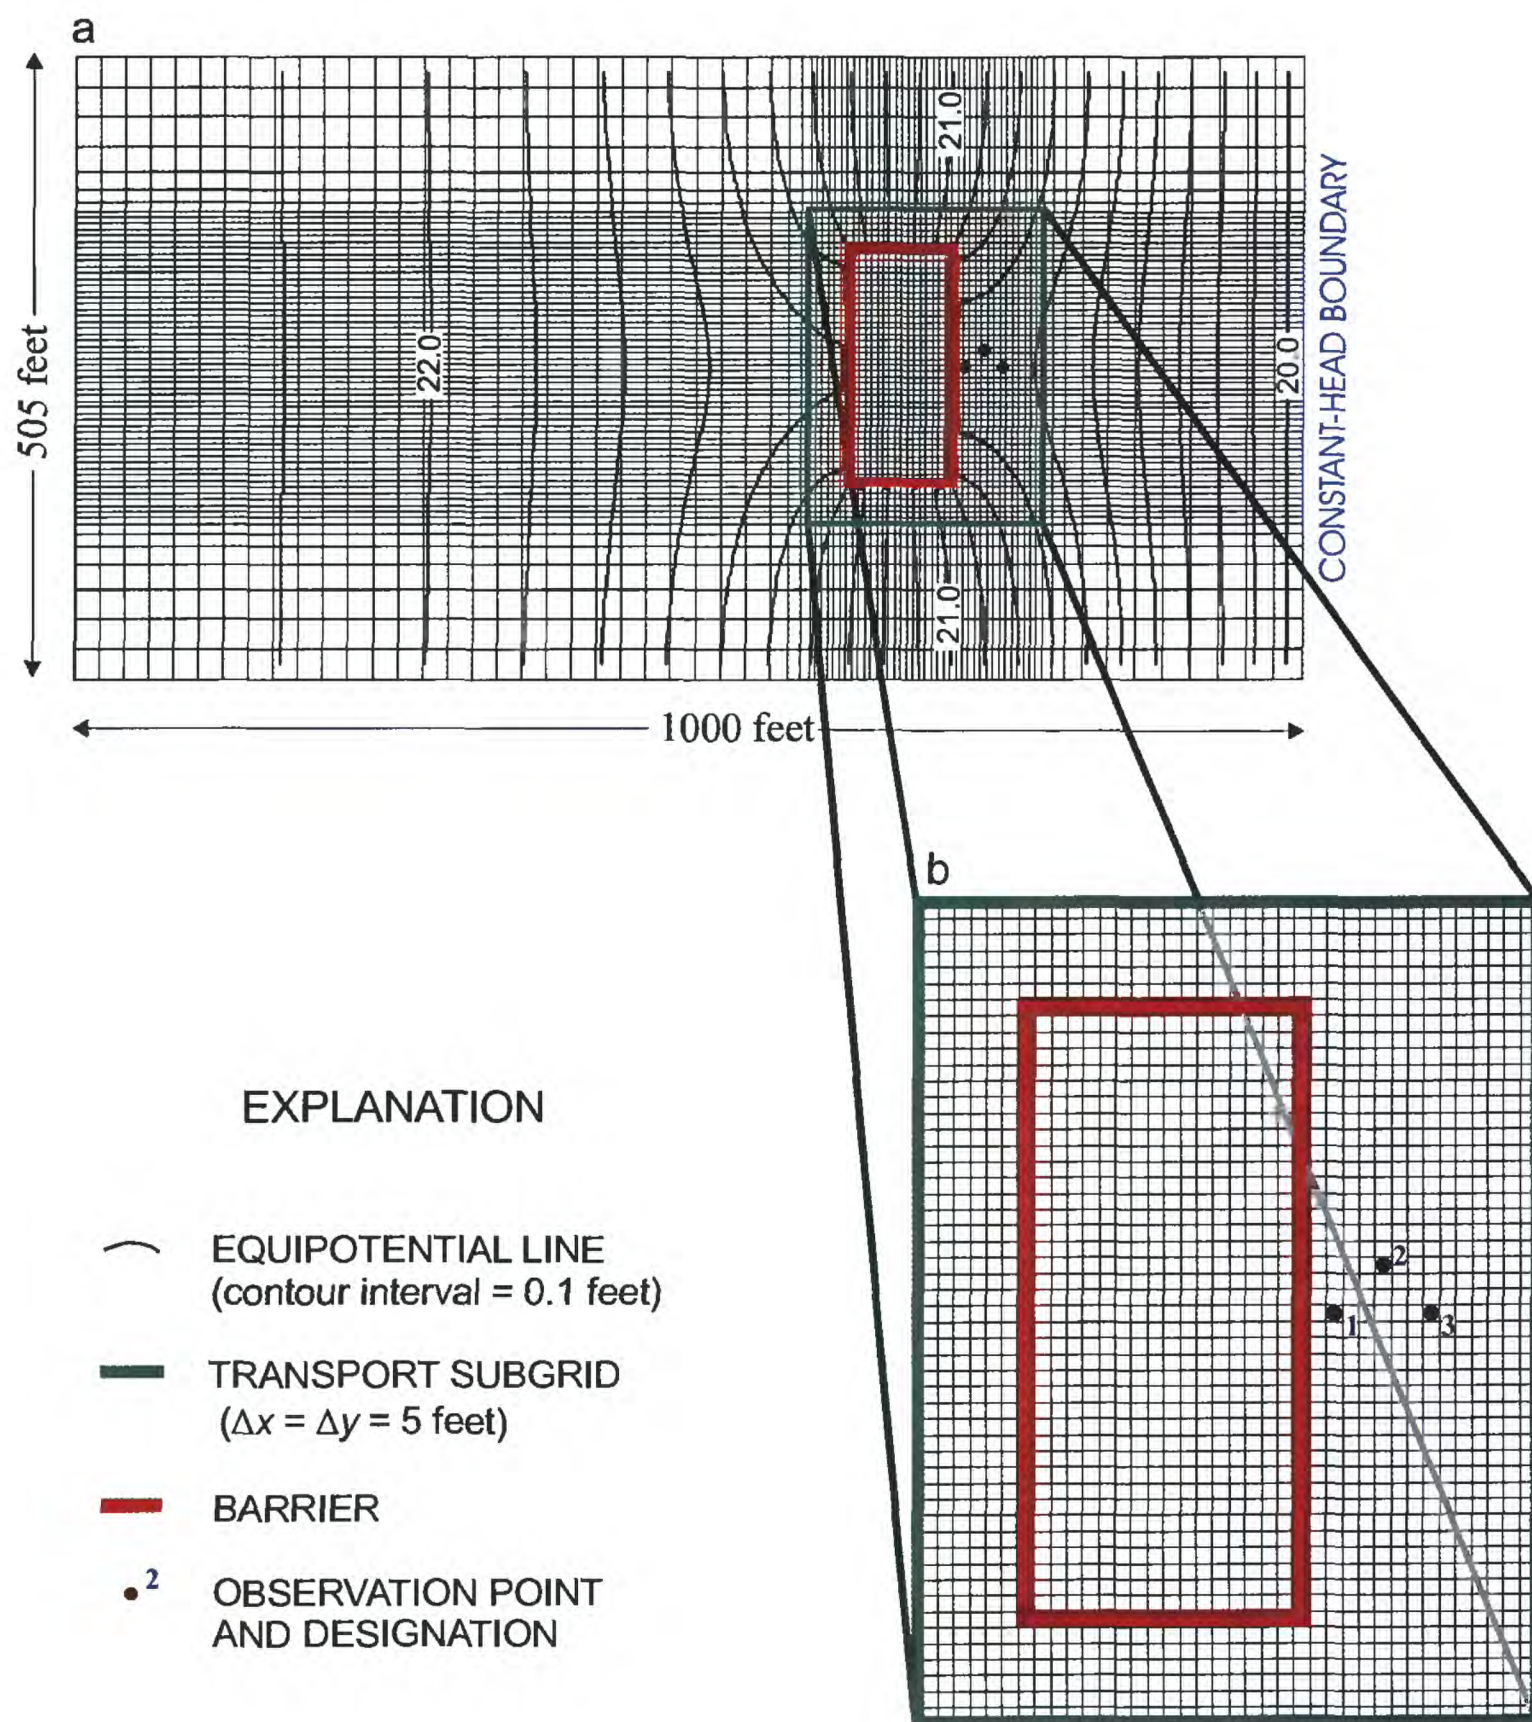 a
21.0
505 feet
22.0
20.0
CONSTANT-HEAD BOUNDARY
21.0
1000 feet
b
2
1
3
EXPLANATION
EQUIPOTENTIAL LINE
(contour interval = 0.1 feet)
TRANSPORT SUBGRID
(Δx = Δy = 5 feet)
BARRIER
2
OBSERVATION POINT
AND DESIGNATION